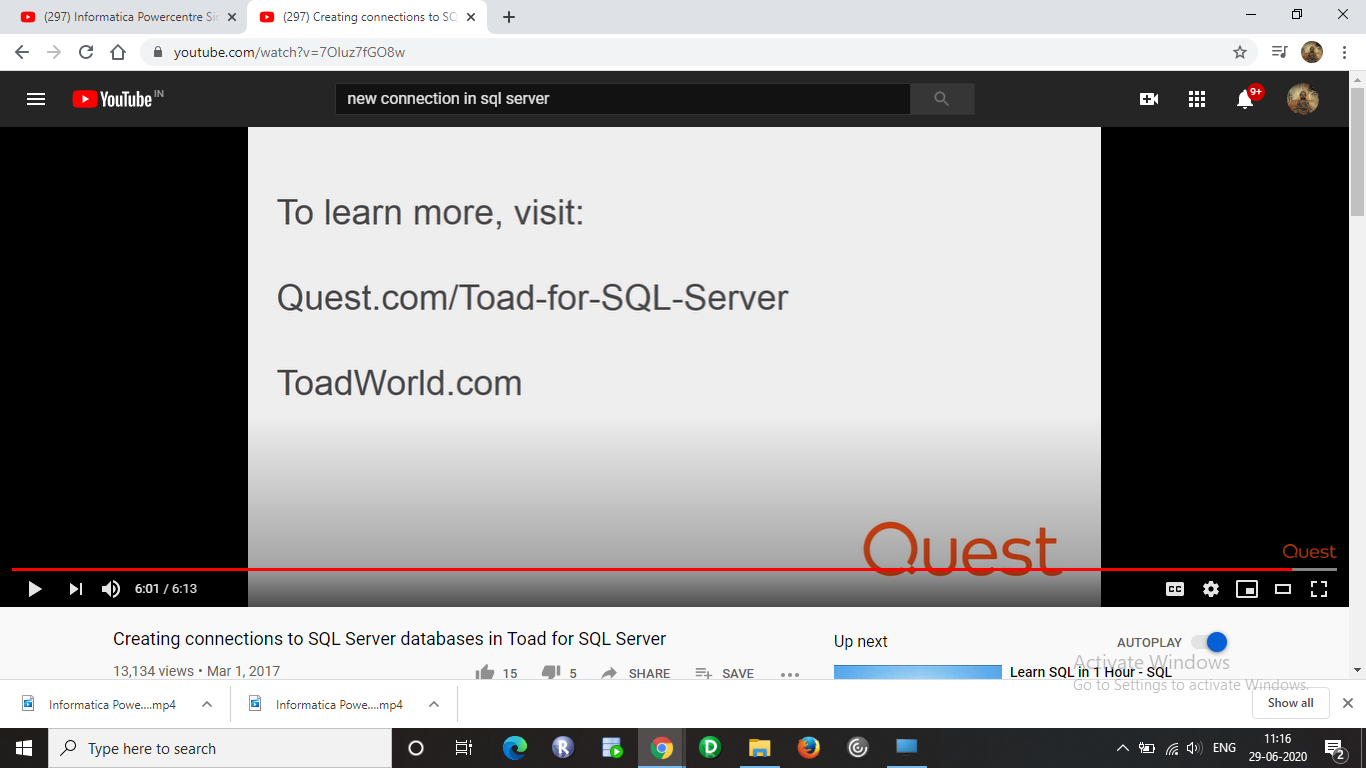 (297) Informatica Powercentre Si
(297) Creating connections to SQ
youtube.com/watch?v=7OIuz7fGO8w
YouTube IN
new connection in sql server
9+
To learn more, visit:
Quest.com/Toad-for-SQL-Server
ToadWorld.com
Quest
Quest
6:01 / 6:13
CC
Creating connections to SQL Server databases in Toad for SQL Server
13,134 views • Mar 1, 2017
15
5
SHARE
SAVE
Up next
AUTOPLAY
Learn SQL in 1 Hour - SQL
Activate Windows
Go to Settings to activate Windows.
Informatica Powe....mp4
Informatica Powe....mp4
Show all
Type here to search
R
D
ENG
11:16
29-06-2020
2